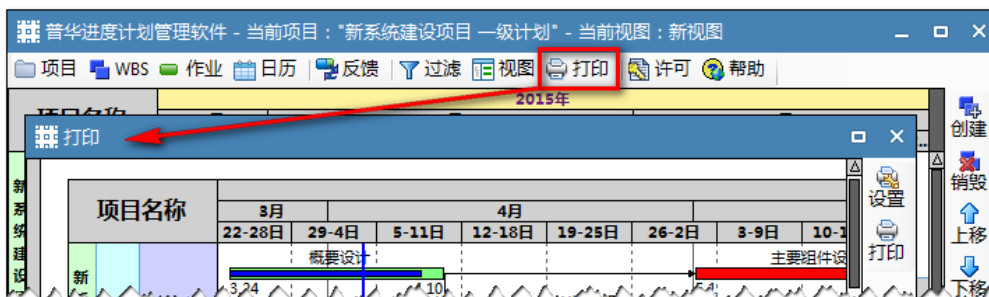 普华进度计划管理软件 - 当前项目："新系统建设项目 一级计划" - 当前视图：新视图
项目 WBS 作业 日历 反馈 过滤 视图 打印 许可 帮助
项目名称 2015年
创建
打印
销毁
设置
上移
打印
下移
新系统建设
项目名称 3月 4月
22-28日 29-4日 5-11日 12-18日 19-25日 26-2日 3-9日 10-1
概要设计 主要组件设
新 3.24 4.10